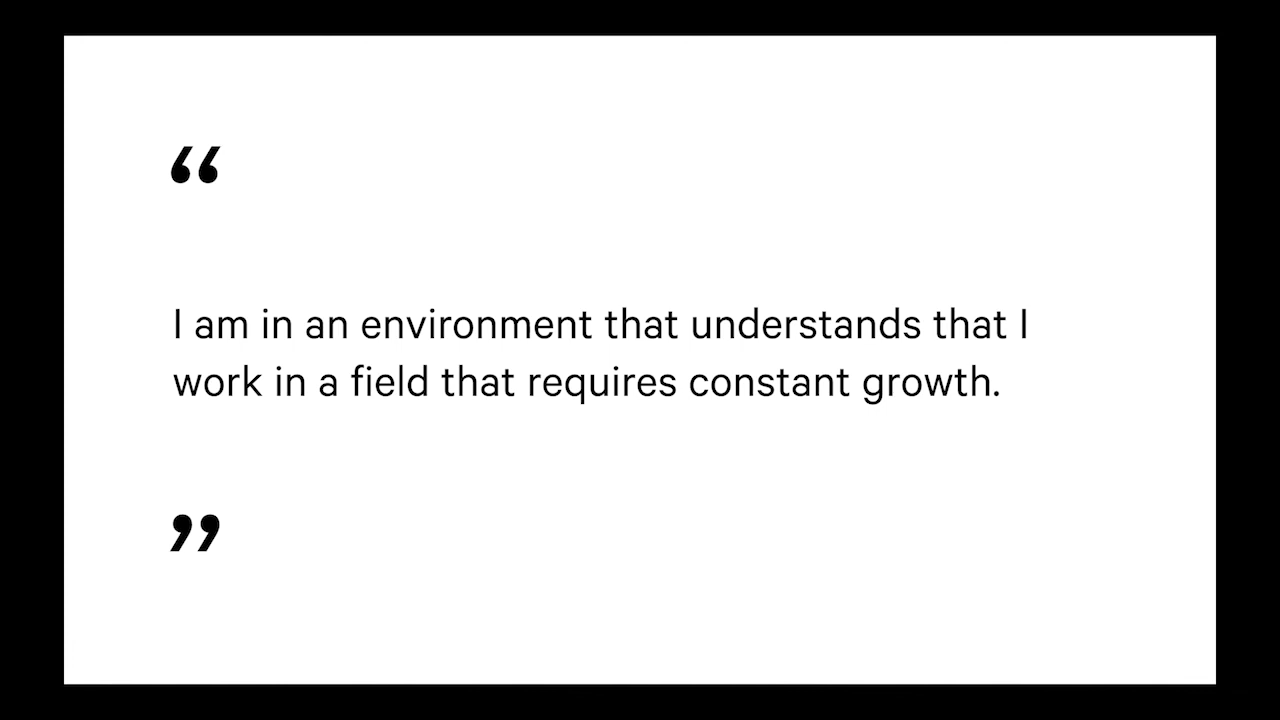 “
I am in an environment that understands that I
work in a field that requires constant growth.
”